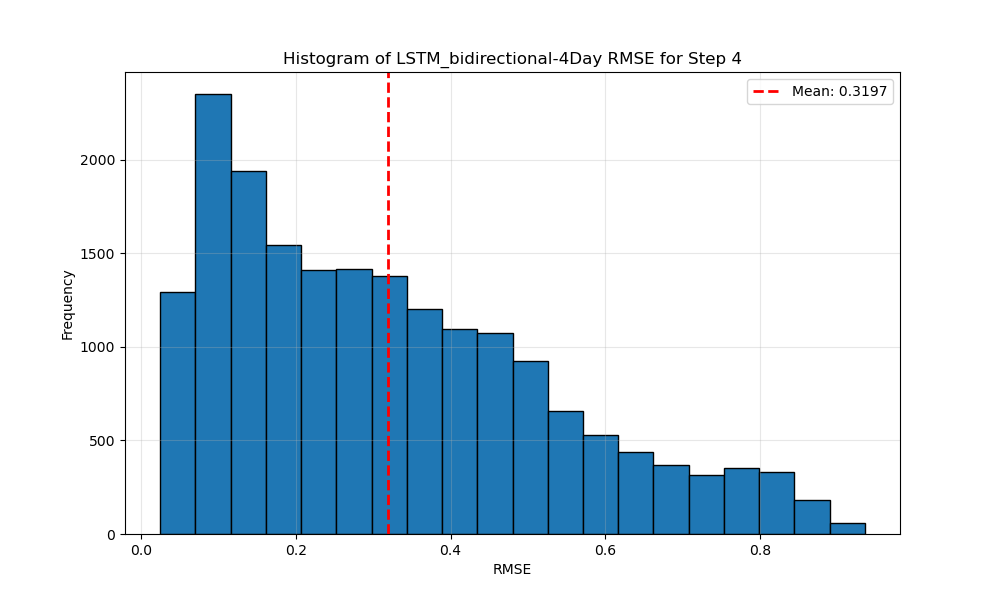 Histogram of LSTM_bidirectional-4Day RMSE for Step 4
Mean: 0.3197
Frequency
2000
1500
1000
500
0
0.0 0.2 0.4 0.6 0.8
RMSE